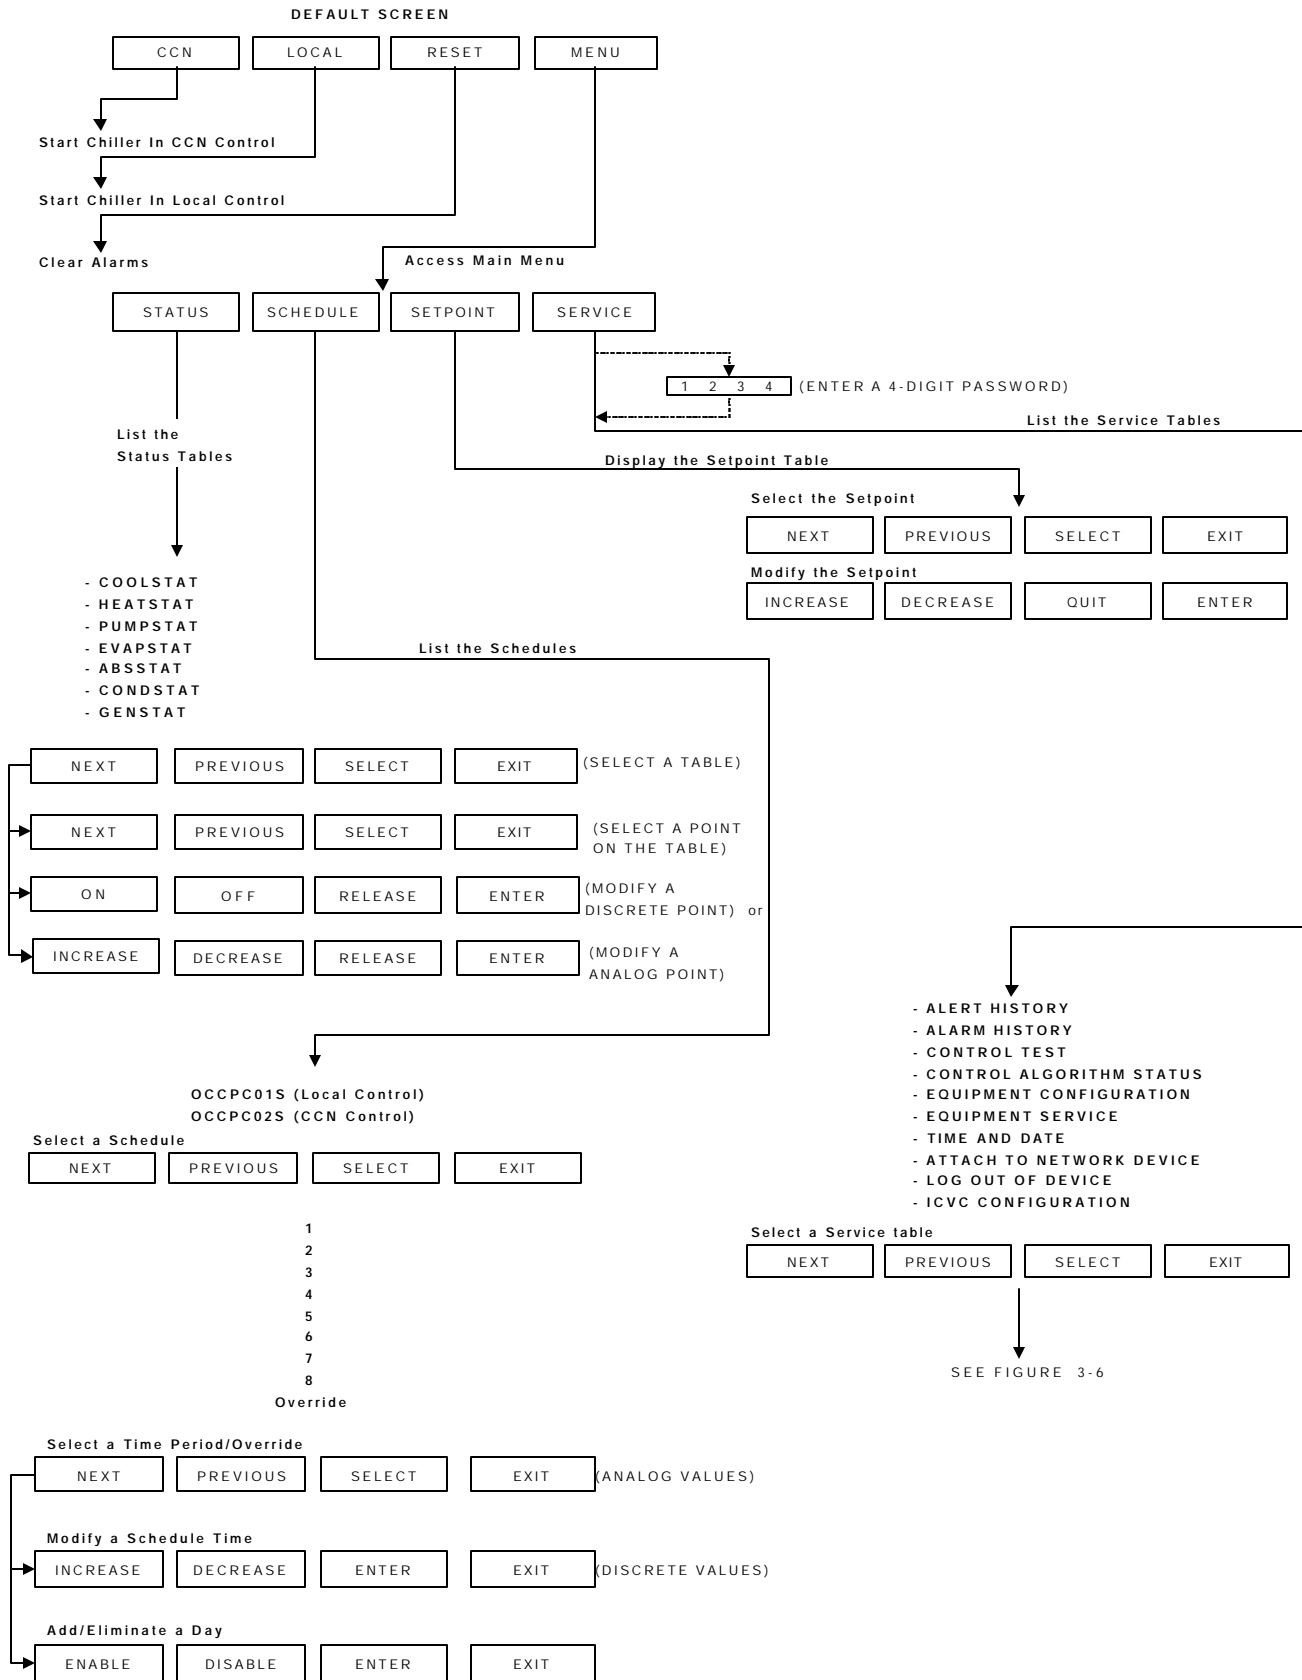 DEFAULT SCREEN
CCN LOCAL RESET MENU
Start Chiller In CCN Control
Start Chiller In Local Control
Clear Alarms
Access Main Menu
STATUS SCHEDULE SETPOINT SERVICE
1 2 3 4 (ENTER A 4-DIGIT PASSWORD)
List the Service Tables
List the
Status Tables
Display the Setpoint Table
Select the Setpoint
NEXT PREVIOUS SELECT EXIT
Modify the Setpoint
INCREASE DECREASE QUIT ENTER
- COOLSTAT
- HEATSTAT
- PUMPSTAT
- EVAPSTAT
- ABSSTAT
- CONDSTAT
- GENSTAT
List the Schedules
NEXT PREVIOUS SELECT EXIT (SELECT A TABLE)
NEXT PREVIOUS SELECT EXIT (SELECT A POINT
ON THE TABLE)
ON OFF RELEASE ENTER (MODIFY A
DISCRETE POINT) or
INCREASE DECREASE RELEASE ENTER (MODIFY A
ANALOG POINT)
- ALERT HISTORY
- ALARM HISTORY
- CONTROL TEST
- CONTROL ALGORITHM STATUS
- EQUIPMENT CONFIGURATION
- EQUIPMENT SERVICE
- TIME AND DATE
- ATTACH TO NETWORK DEVICE
- LOG OUT OF DEVICE
- ICVC CONFIGURATION
Select a Service table
NEXT PREVIOUS SELECT EXIT
SEE FIGURE 3-6
OCCPC01S (Local Control)
OCCPC02S (CCN Control)
Select a Schedule
NEXT PREVIOUS SELECT EXIT
1
2
3
4
5
6
7
8
Override
Select a Time Period/Override
NEXT PREVIOUS SELECT EXIT (ANALOG VALUES)
Modify a Schedule Time
INCREASE DECREASE ENTER EXIT (DISCRETE VALUES)
Add/Eliminate a Day
ENABLE DISABLE ENTER EXIT